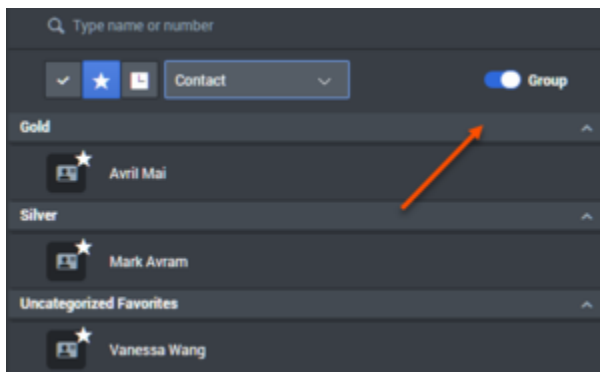 Type name or number
Contact
Group
Gold
Avril Mai
Silver
Mark Avram
Uncategorized Favorites
Vanessa Wang